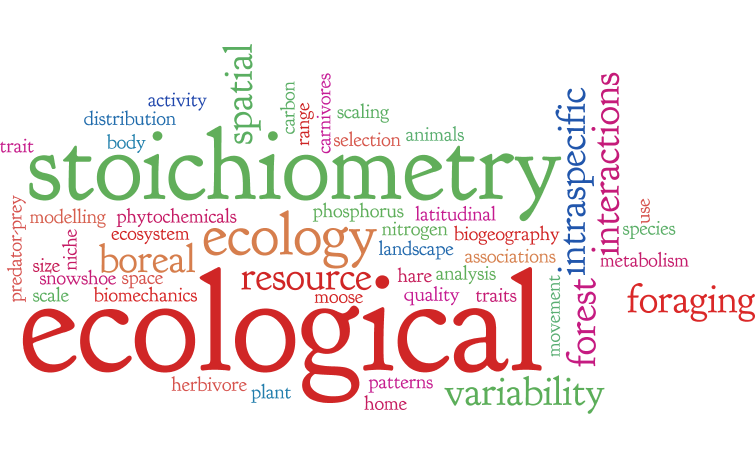 spatial
activity
carbon
range
carnivores
distribution
scaling
trait
body
selection
animals
stoichiometry
intraspecific
interactions
predator-prey
modelling
phytochemicals
phosphorus
latitudinal
use
species
niche
ecosystem
ecology
nitrogen
biogeography
boreal
landscape
associations
metabolism
size
snowshoe
space
resource
hare
analysis
scale
biomechanics
moose
quality
traits
movement
forest
foraging
ecological
herbivore
plant
patterns
home
variability